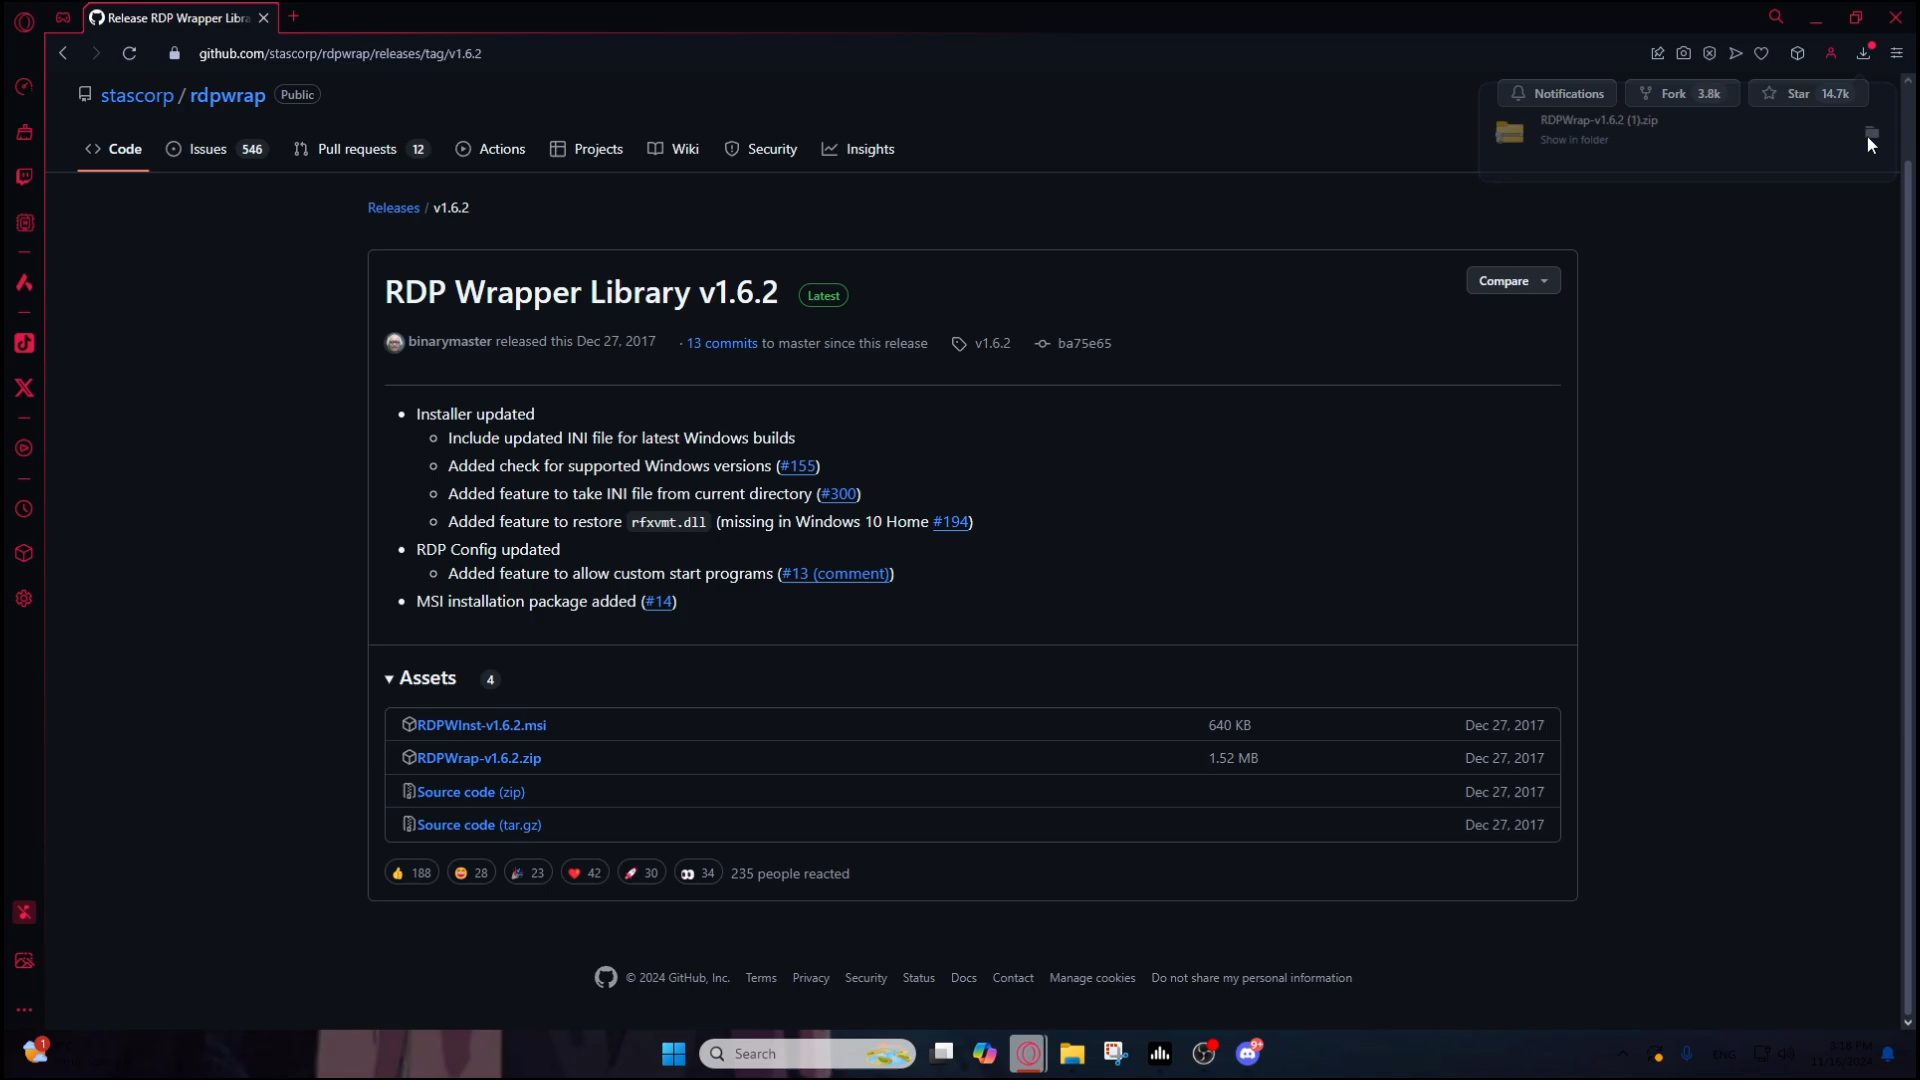 Release RDP Wrapper Libra
github.com/stascorp/rdpwrap/releases/tag/v1.6.2
stascorp / rdpwrap Public
Notifications Fork 3.8k Star 14.7k
RDPWrap-v1.6.2 (1).zip
Show in folder
Code Issues 546 Pull requests 12 Actions Projects Wiki Security Insights
Releases / v1.6.2
RDP Wrapper Library v1.6.2 Latest
Compare
binarymaster released this Dec 27, 2017 · 13 commits to master since this release v1.6.2 ba75e65
• Installer updated
Include updated INI file for latest Windows builds
Added check for supported Windows versions (#155)
Added feature to take INI file from current directory (#300)
Added feature to restore rfxvmt.dll (missing in Windows 10 Home #194)
• RDP Config updated
Added feature to allow custom start programs (#13 (comment))
• MSI installation package added (#14)
Assets 4
RDPWInst-v1.6.2.msi 640 KB Dec 27, 2017
RDPWrap-v1.6.2.zip 1.52 MB Dec 27, 2017
Source code (zip) Dec 27, 2017
Source code (tar.gz) Dec 27, 2017
188 28 23 42 30 34 235 people reacted
© 2024 GitHub, Inc. Terms Privacy Security Status Docs Contact Manage cookies Do not share my personal information
1
Search
9+
ENG
3:18 PM
11/16/2024